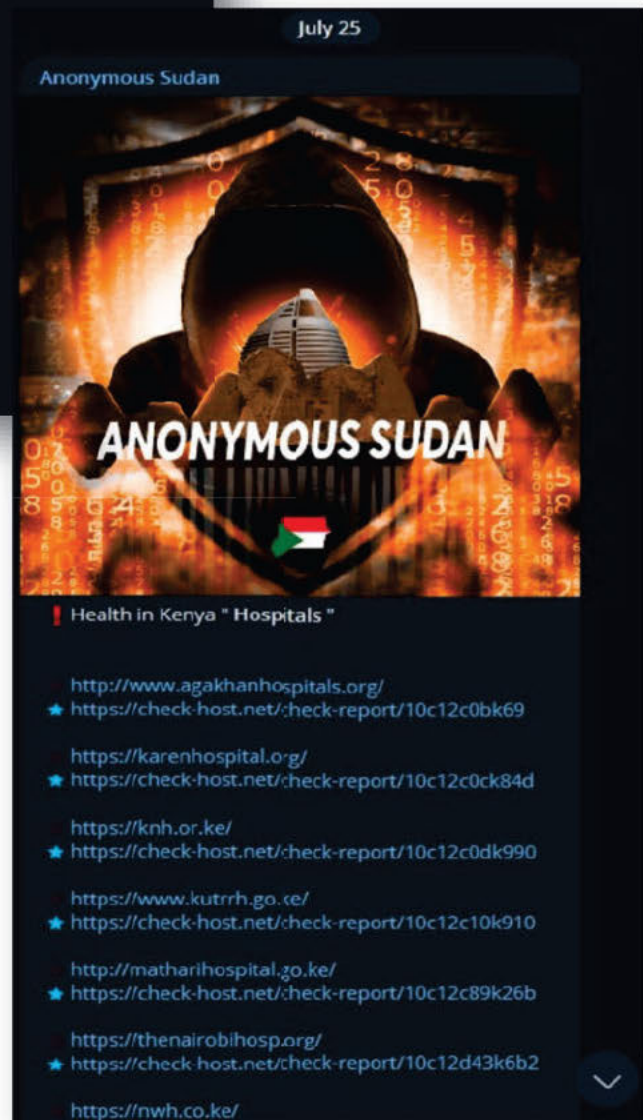 July 25
Anonymous Sudan
ANONYMOUS SUDAN
❗ Health in Kenya " Hospitals "
http://www.agakhanhospitals.org/
★ https://check-host.net/check-report/10c12c0bk69
https://karenhospital.org/
★ https://check-host.net/check-report/10c12c0ck84d
https://knh.or.ke/
★ https://check-host.net/check-report/10c12c0dk990
https://www.kutrrh.go.ke/
★ https://check-host.net/check-report/10c12c10k910
http://matharihospital.go.ke/
★ https://check-host.net/check-report/10c12c89k26b
https://thenairobihosp.org/
★ https://check-host.net/check-report/10c12d43k6b2
https://nwh.co.ke/